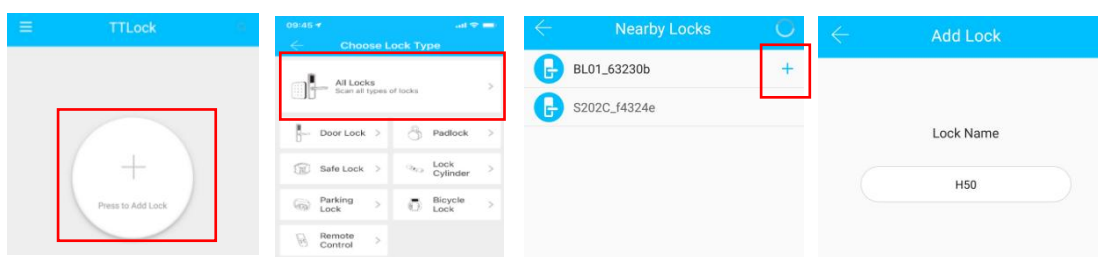 TTLock
Press to Add Lock
09:45
Choose Lock Type
All Locks
Scan all types of locks
Door Lock
Padlock
Safe Lock
Lock
Cylinder
Parking
Lock
Bicycle
Lock
Remote
Control
Nearby Locks
BL01_63230b
S202C_f4324e
Add Lock
Lock Name
H50